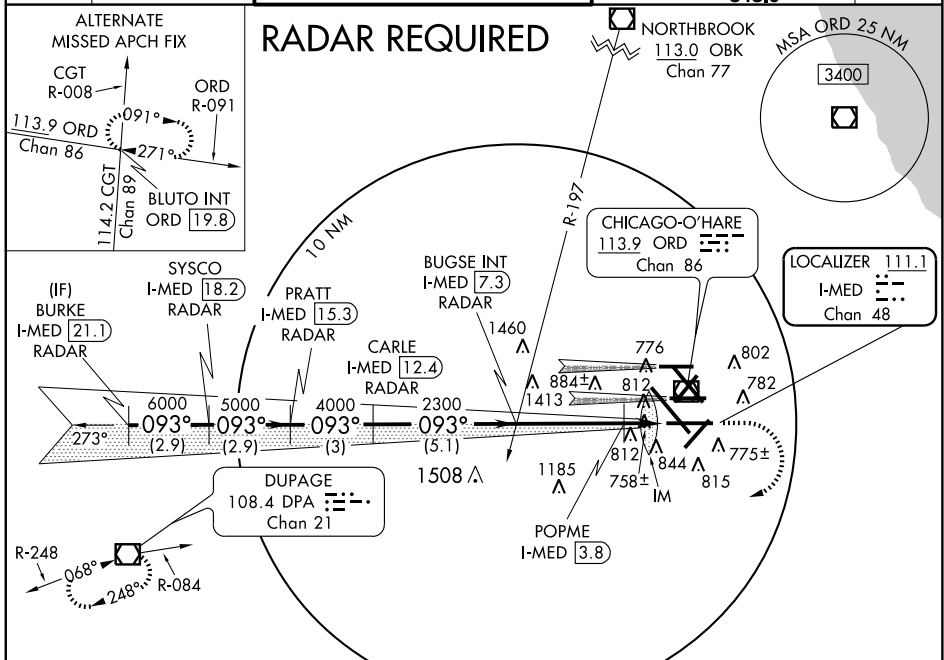 ALTERNATE
MISSED APCH FIX
CGT
R-008
ORD
R-091
091°
113.9 ORD
Chan 86
271°
114.2 CGT
Chan 89
BLUTO INT
ORD 19.8
RADAR REQUIRED
NORTHBROOK
113.0 OBK
Chan 77
MSA ORD 25 NM
3400
R-197
10 NM
CHICAGO-O'HARE
113.9 ORD
Chan 86
LOCALIZER 111.1
I-MED
Chan 48
(IF)
BURKE
I-MED 21.1
RADAR
SYSCO
I-MED 18.2
RADAR
PRATT
I-MED 15.3
RADAR
CARLE
I-MED 12.4
RADAR
BUGSE INT
I-MED 7.3
RADAR
1460
1413
884±
776
812
802
782
6000
5000
4000
2300
273°
093°
093°
093°
093°
(2.9)
(2.9)
(3)
(5.1)
1508
1185
812
758±
844
IM
815
775±
POPME
I-MED 3.8
DUPAGE
108.4 DPA
Chan 21
R-248
068°
248°
R-084